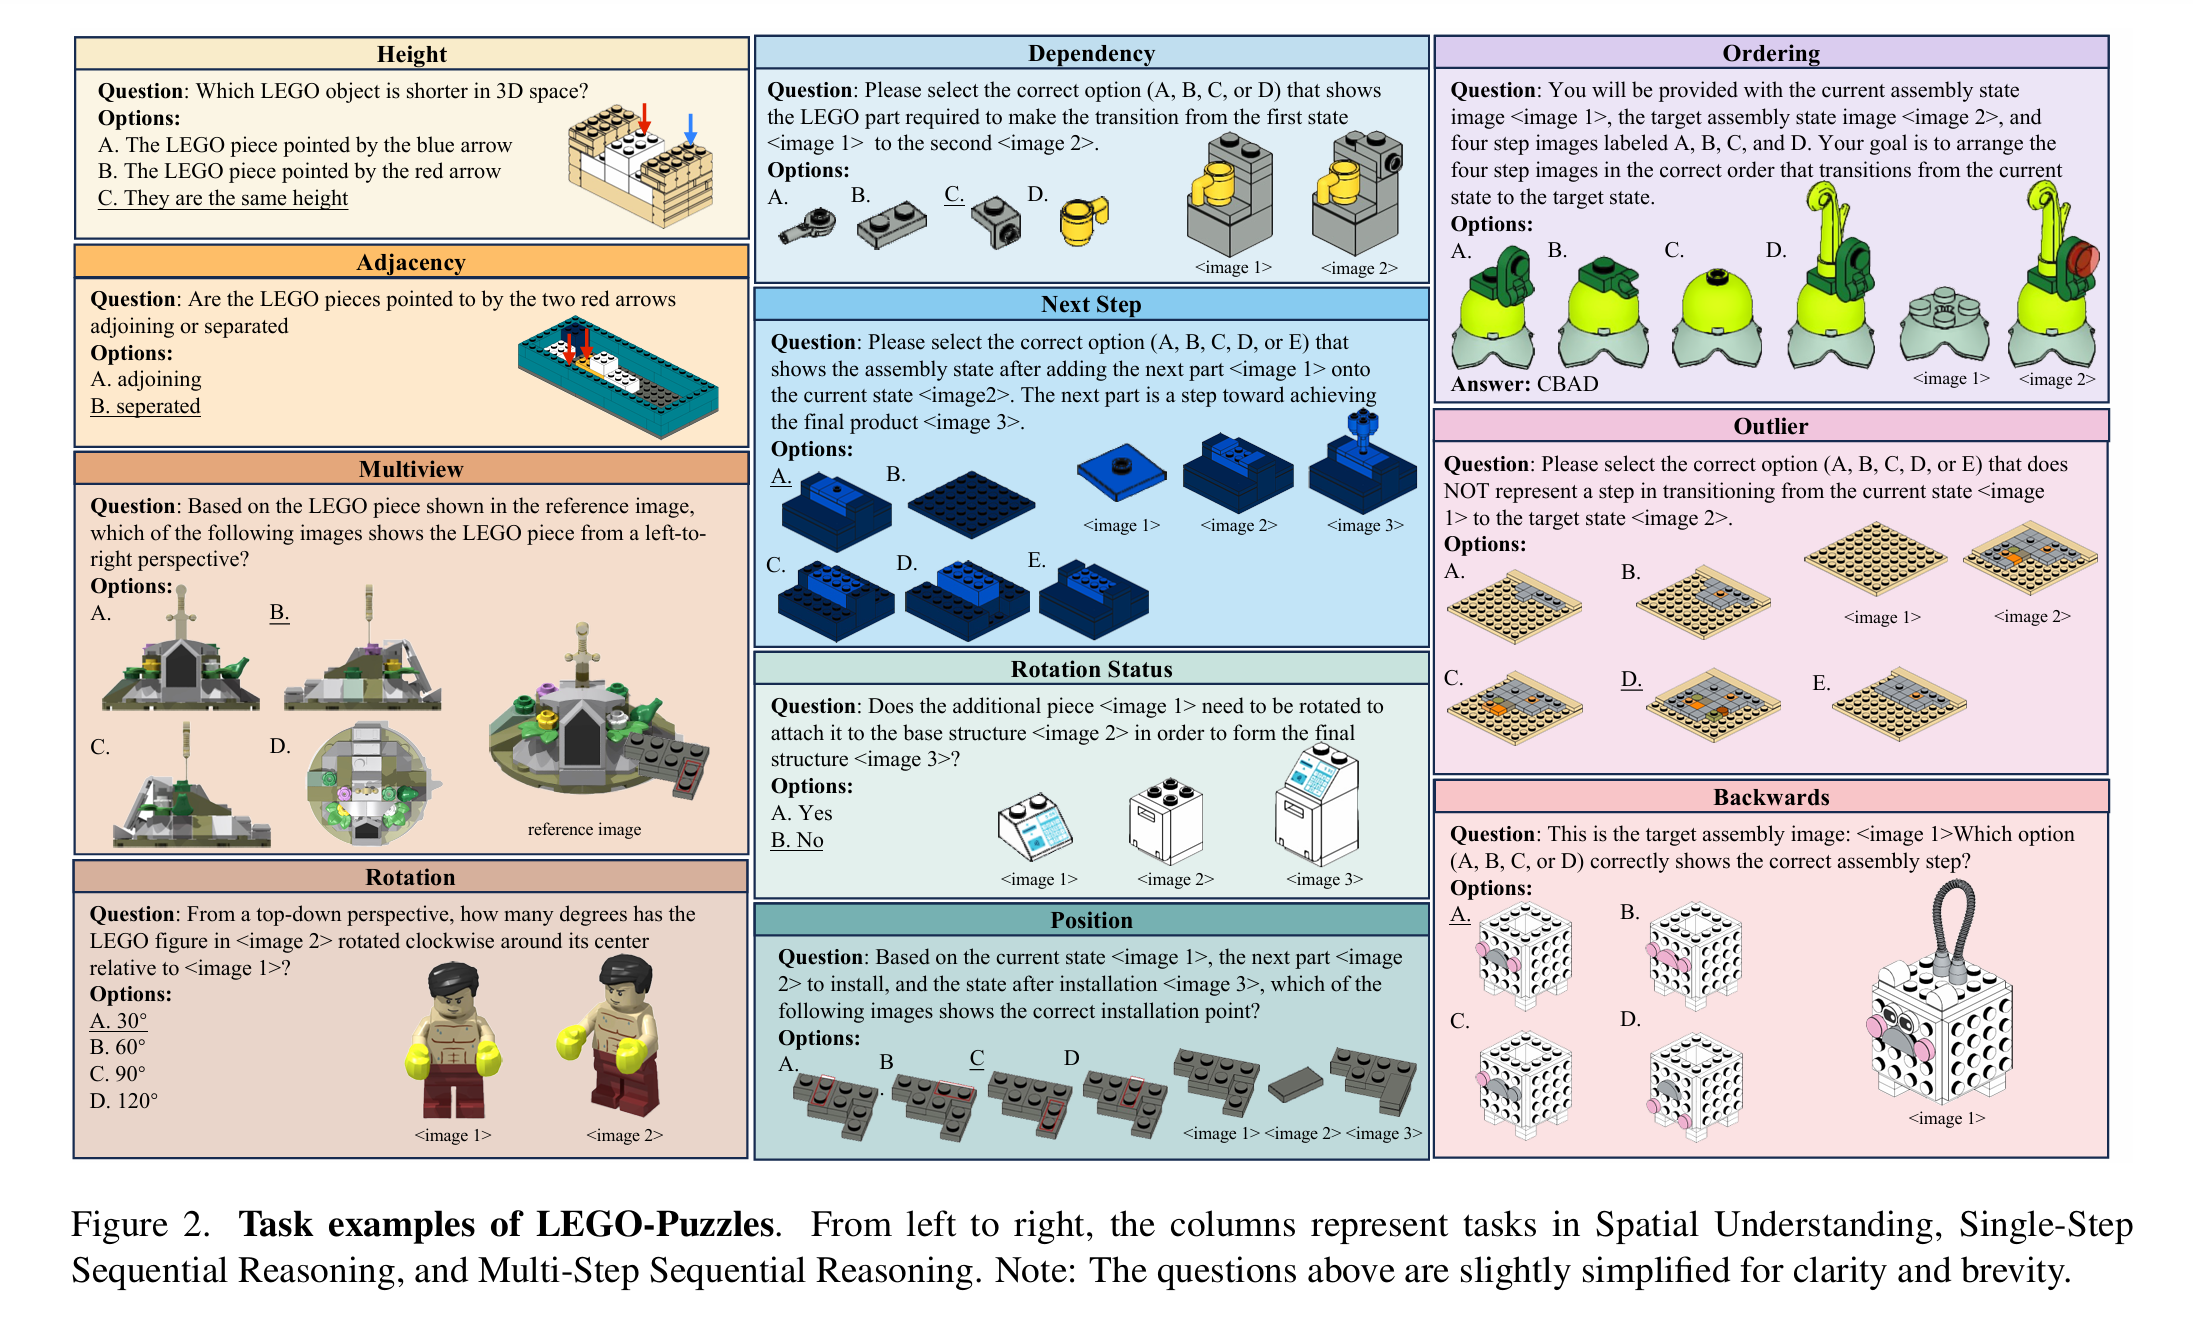 Height
Question: Which LEGO object is shorter in 3D space?
Options:
A. The LEGO piece pointed by the blue arrow
B. The LEGO piece pointed by the red arrow
C. They are the same height
Adjacency
Question: Are the LEGO pieces pointed to by the two red arrows
adjoining or separated
Options:
A. adjoining
B. seperated
Multiview
Question: Based on the LEGO piece shown in the reference image,
which of the following images shows the LEGO piece from a left-to-
right perspective?
Options:
A.
B.
C.
D.
reference image
Rotation
Question: From a top-down perspective, how many degrees has the
LEGO figure in <image 2> rotated clockwise around its center
relative to <image 1>?
Options:
A. 30°
B. 60°
C. 90°
D. 120°
<image 1>
<image 2>
Dependency
Question: Please select the correct option (A, B, C, or D) that shows
the LEGO part required to make the transition from the first state
<image 1> to the second <image 2>.
Options:
A.
B.
C.
D.
<image 1>
<image 2>
Next Step
Question: Please select the correct option (A, B, C, D, or E) that
shows the assembly state after adding the next part <image 1> onto
the current state <image2>. The next part is a step toward achieving
the final product <image 3>.
Options:
A.
B.
<image 1>
<image 2>
<image 3>
C.
D.
E.
Rotation Status
Question: Does the additional piece <image 1> need to be rotated to
attach it to the base structure <image 2> in order to form the final
structure <image 3>?
Options:
A. Yes
B. No
<image 1>
<image 2>
<image 3>
Position
Question: Based on the current state <image 1>, the next part <image
2> to install, and the state after installation <image 3>, which of the
following images shows the correct installation point?
Options:
A.
B.
C
D
<image 1> <image 2> <image 3>
Ordering
Question: You will be provided with the current assembly state
image <image 1>, the target assembly state image <image 2>, and
four step images labeled A, B, C, and D. Your goal is to arrange the
four step images in the correct order that transitions from the current
state to the target state.
Options:
A.
B.
C.
D.
Answer: CBAD
<image 1>
<image 2>
Outlier
Question: Please select the correct option (A, B, C, D, or E) that does
NOT represent a step in transitioning from the current state <image
1> to the target state <image 2>.
Options:
A.
B.
<image 1>
<image 2>
C.
D.
E.
Backwards
Question: This is the target assembly image: <image 1>Which option
(A, B, C, or D) correctly shows the correct assembly step?
Options:
A.
B.
C.
D.
<image 1>
Figure 2. Task examples of LEGO-Puzzles. From left to right, the columns represent tasks in Spatial Understanding, Single-Step
Sequential Reasoning, and Multi-Step Sequential Reasoning. Note: The questions above are slightly simplified for clarity and brevity.